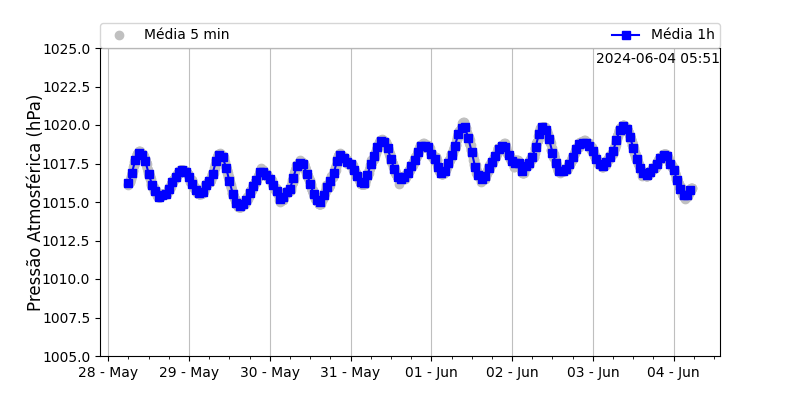 Média 5 min
Média 1h
2024-06-04 05:51
Pressão Atmosférica (hPa)
1025.0
1022.5
1020.0
1017.5
1015.0
1012.5
1010.0
1007.5
1005.0
28 - May
29 - May
30 - May
31 - May
01 - Jun
02 - Jun
03 - Jun
04 - Jun